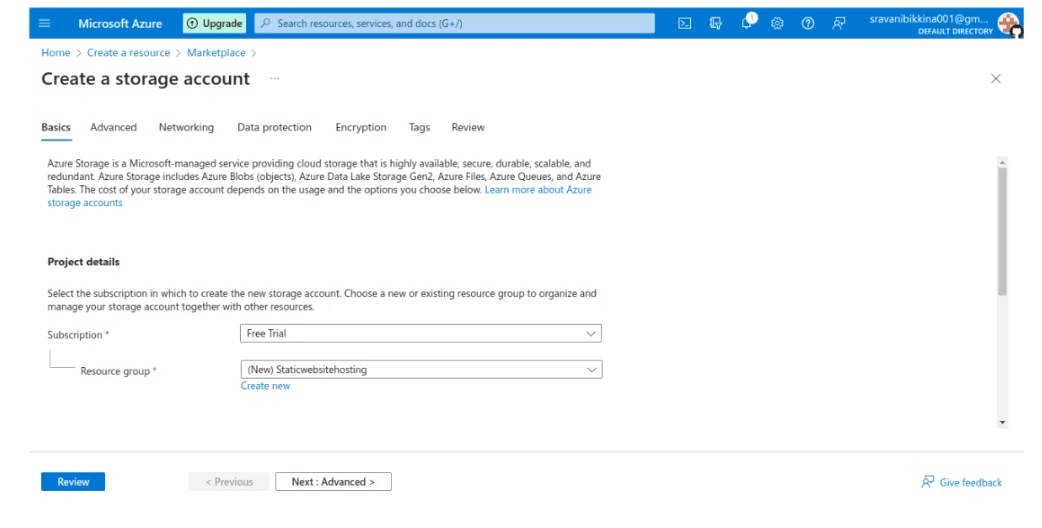 Microsoft Azure
Upgrade
Search resources, services, and docs (G+/)
1
sravanibikkina001@gm...
DEFAULT DIRECTORY
Home > Create a resource > Marketplace >
Create a storage account ...
Basics Advanced Networking Data protection Encryption Tags Review
Azure Storage is a Microsoft-managed service providing cloud storage that is highly available, secure, durable, scalable, and
redundant. Azure Storage includes Azure Blobs (objects), Azure Data Lake Storage Gen2, Azure Files, Azure Queues, and Azure
Tables. The cost of your storage account depends on the usage and the options you choose below. Learn more about Azure
storage accounts
Project details
Select the subscription in which to create the new storage account. Choose a new or existing resource group to organize and
manage your storage account together with other resources.
Subscription *
Free Trial
Resource group *
(New) Staticwebsitehosting
Create new
Review
< Previous
Next : Advanced >
Give feedback